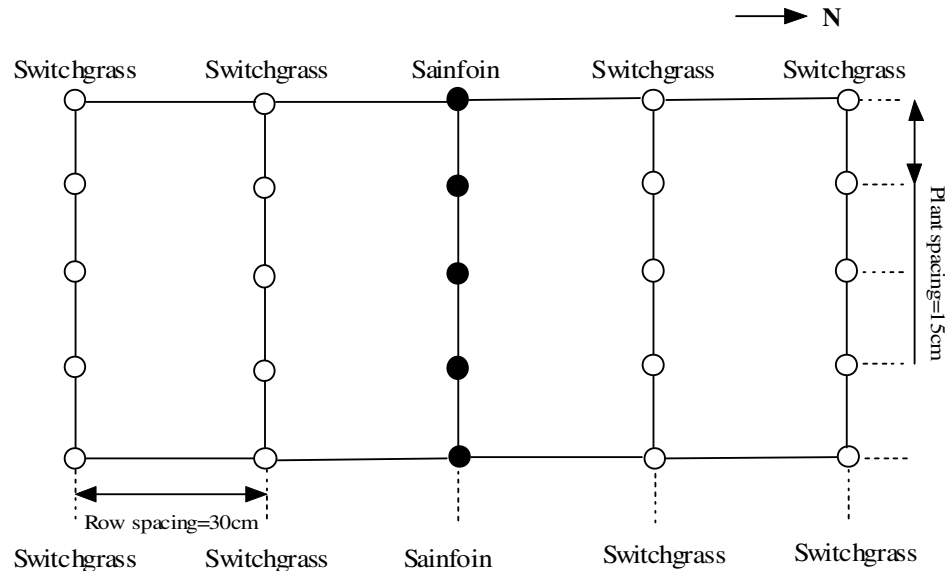 N
Switchgrass Switchgrass Sainfoin Switchgrass Switchgrass
Plant spacing=15cm
Row spacing=30cm
Switchgrass Switchgrass Sainfoin Switchgrass Switchgrass